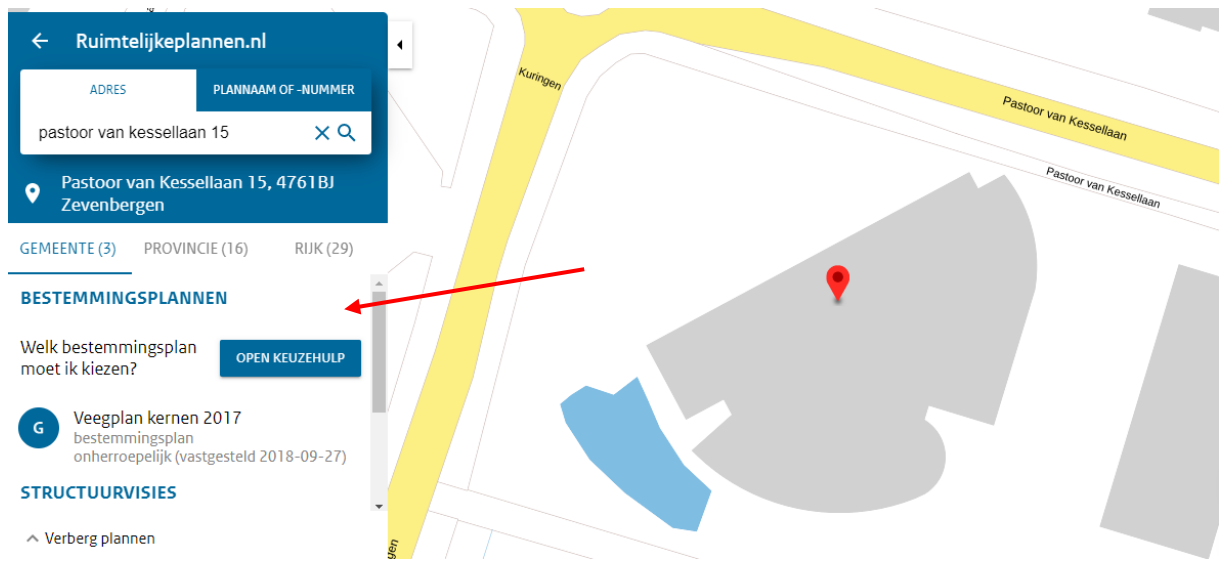 Ruimtelijkeplannen.nl
ADRES
PLANNAAM OF -NUMMER
pastoor van kessellaan 15
Pastoor van Kessellaan 15, 4761BJ
Zevenbergen
GEMEENTE (3)
PROVINCIE (16)
RIJK (29)
BESTEMMINGSPLANNEN
Welk bestemmingsplan
moet ik kiezen?
OPEN KEUZEHULP
G
Veegplan kernen 2017
bestemmingsplan
onherroepelijk (vastgesteld 2018-09-27)
STRUCTUURVISIES
Verberg plannen
Kuringen
Pastoor van Kessellaan
Pastoor van Kessellaan